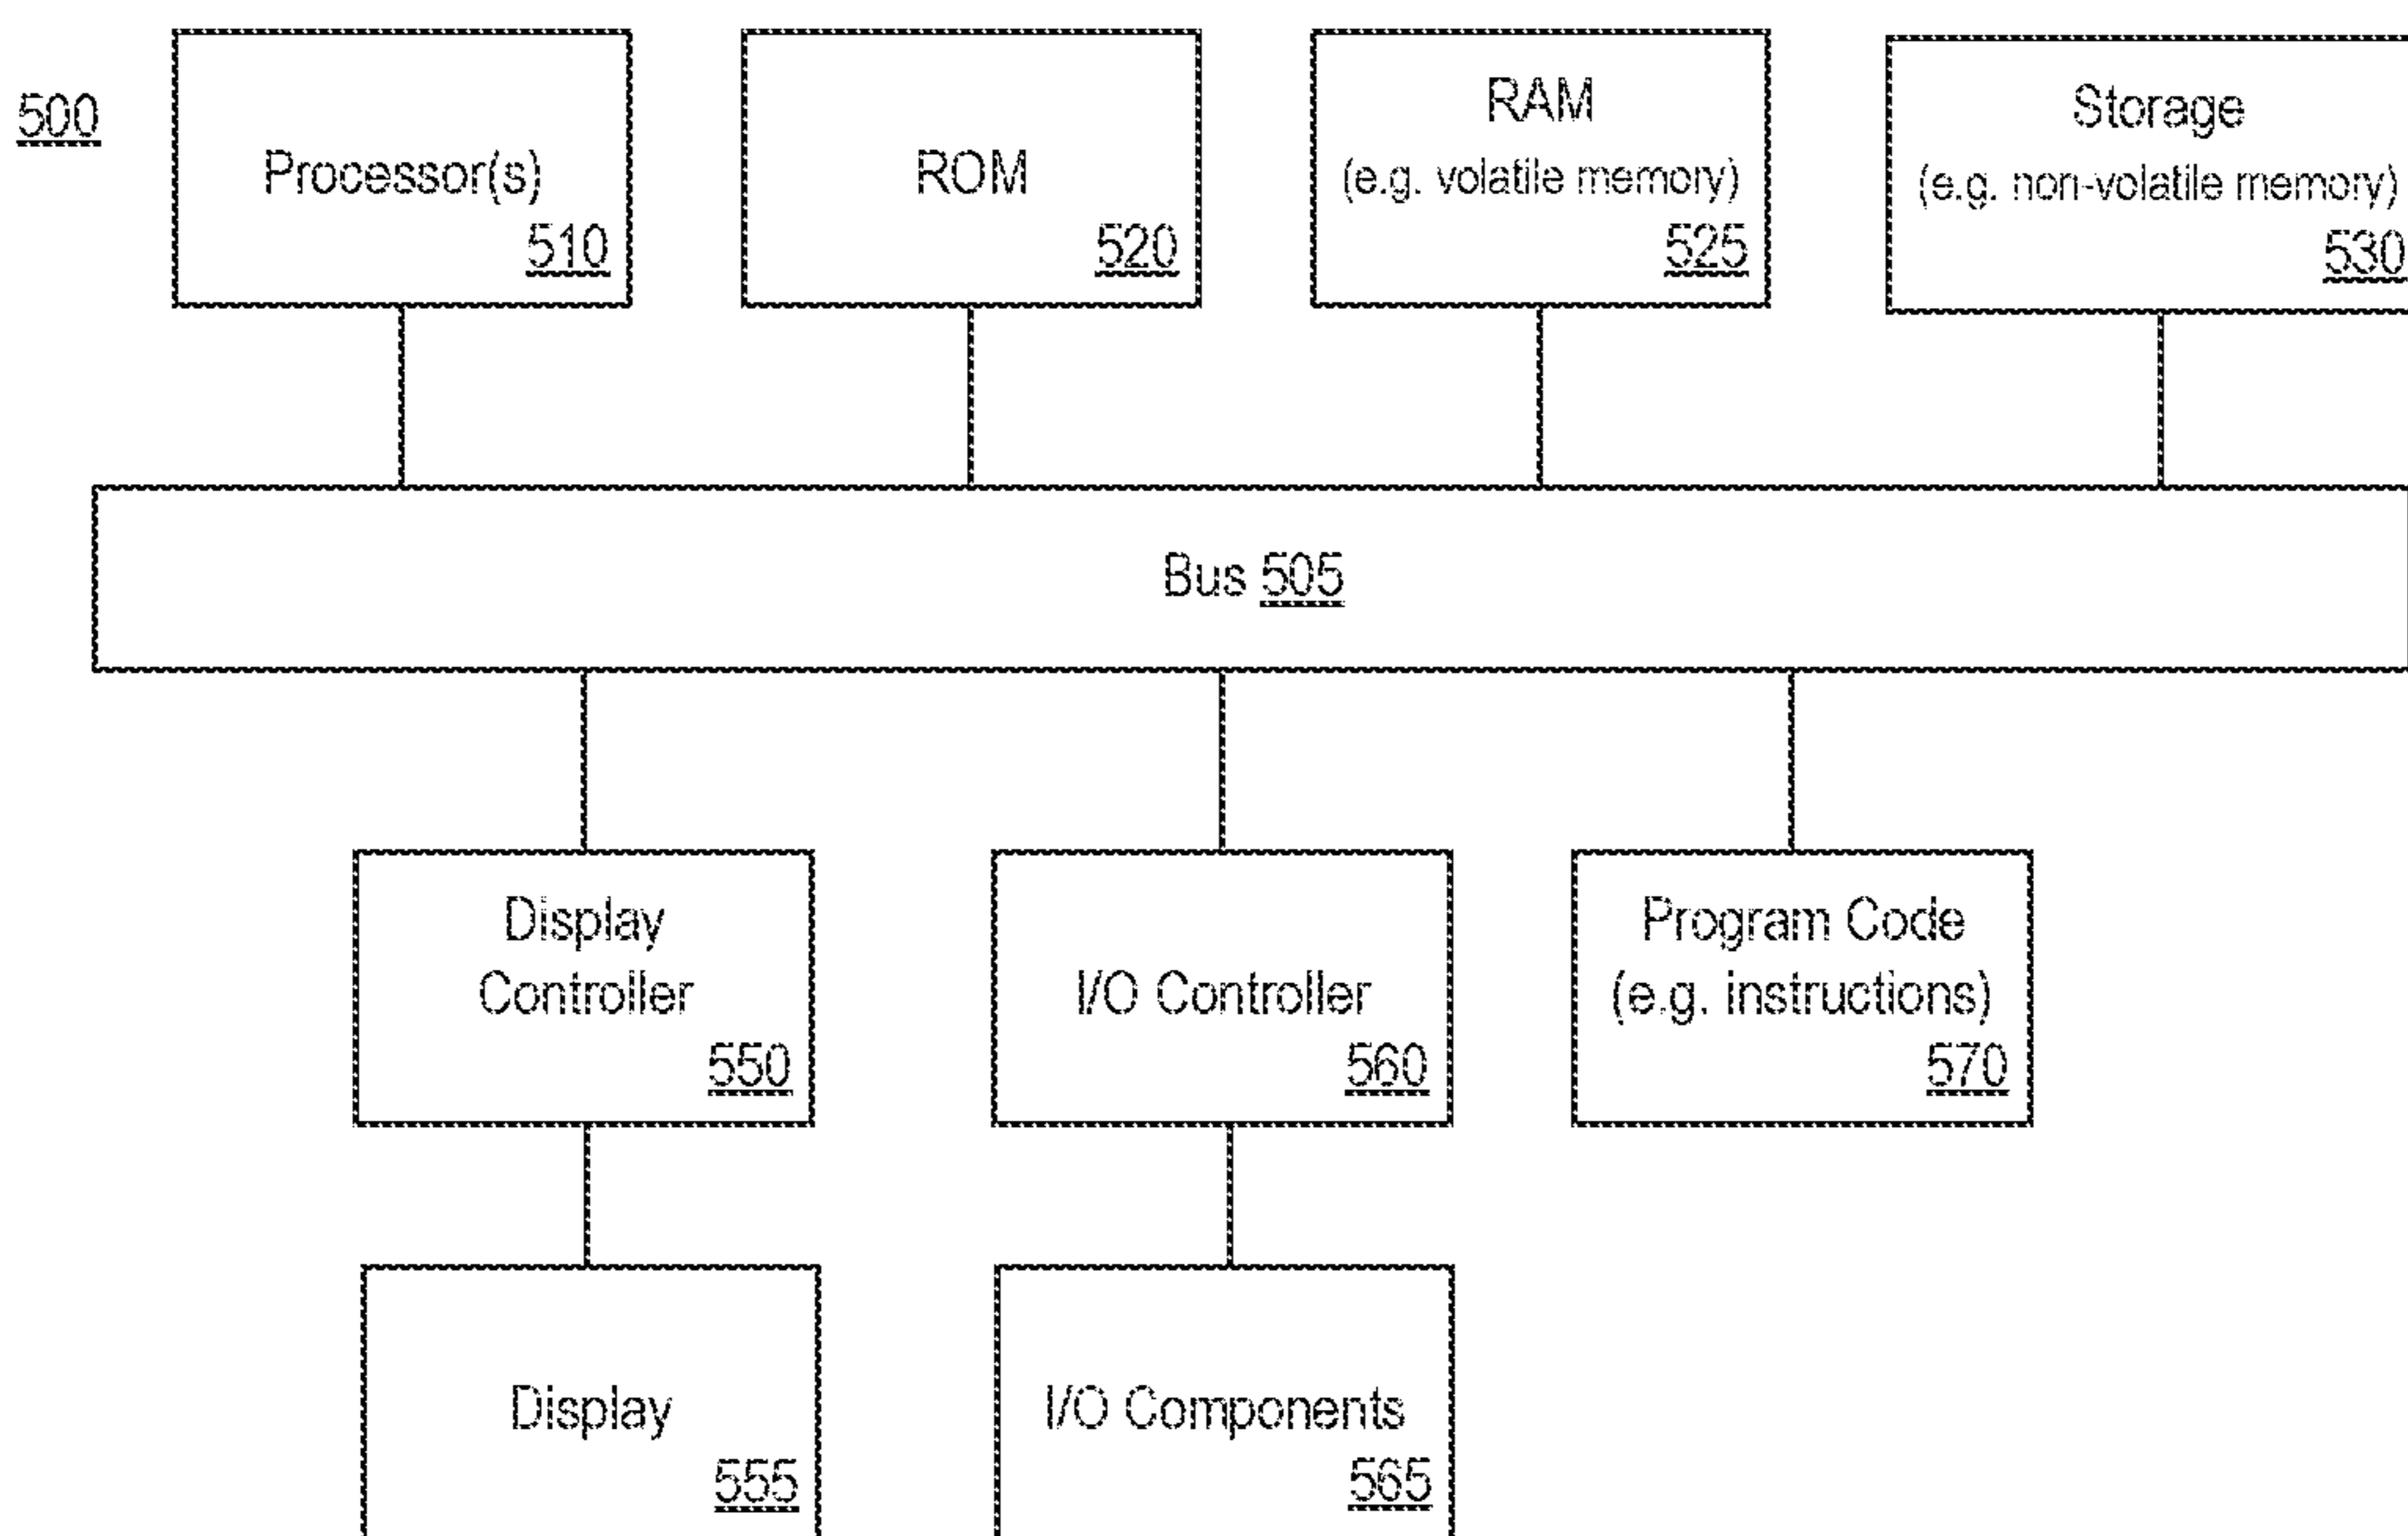 500
Processor(s)
510
ROM
520
RAM
(e.g. volatile memory)
525
Storage
(e.g. non-volatile memory)
530
Bus 505
Display
Controller
550
I/O Controller
560
Program Code
(e.g. instructions)
570
Display
555
I/O Components
565